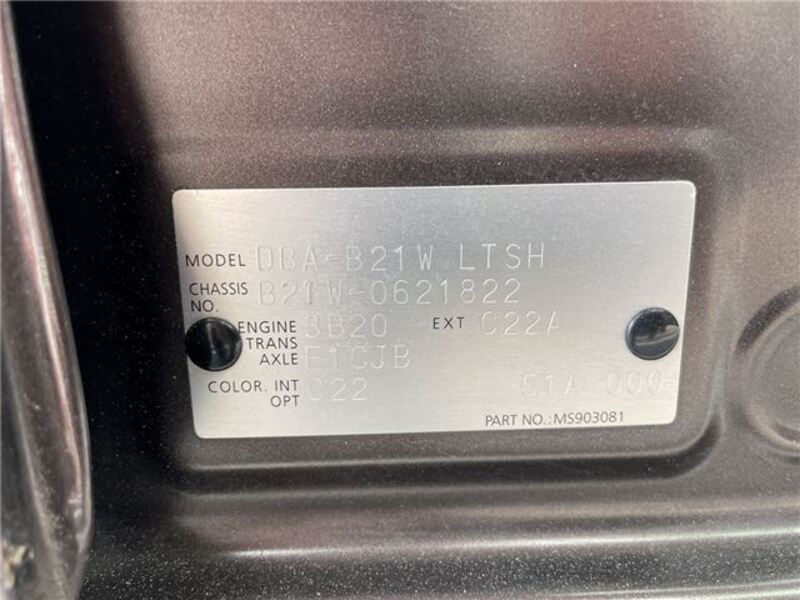 MODEL DBA-B21W LTSH
CHASSIS NO. B21W-0621822
ENGINE 3B20 EXT C22A
TRANS AXLE F1CJB
COLOR. INT C22 51A 000
OPT
PART NO.:MS903081